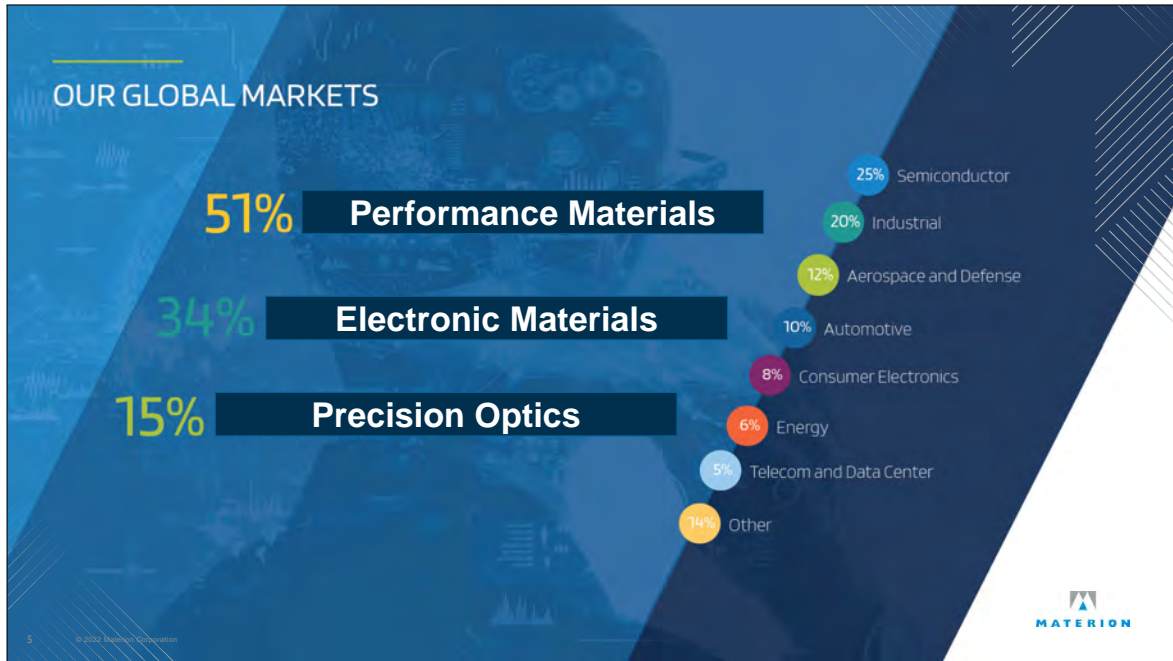 OUR GLOBAL MARKETS
51% Performance Materials
34% Electronic Materials
15% Precision Optics
25% Semiconductor
20% Industrial
12% Aerospace and Defense
10% Automotive
8% Consumer Electronics
6% Energy
5% Telecom and Data Center
14% Other
5 © 2022 Materion Corporation
MATERION